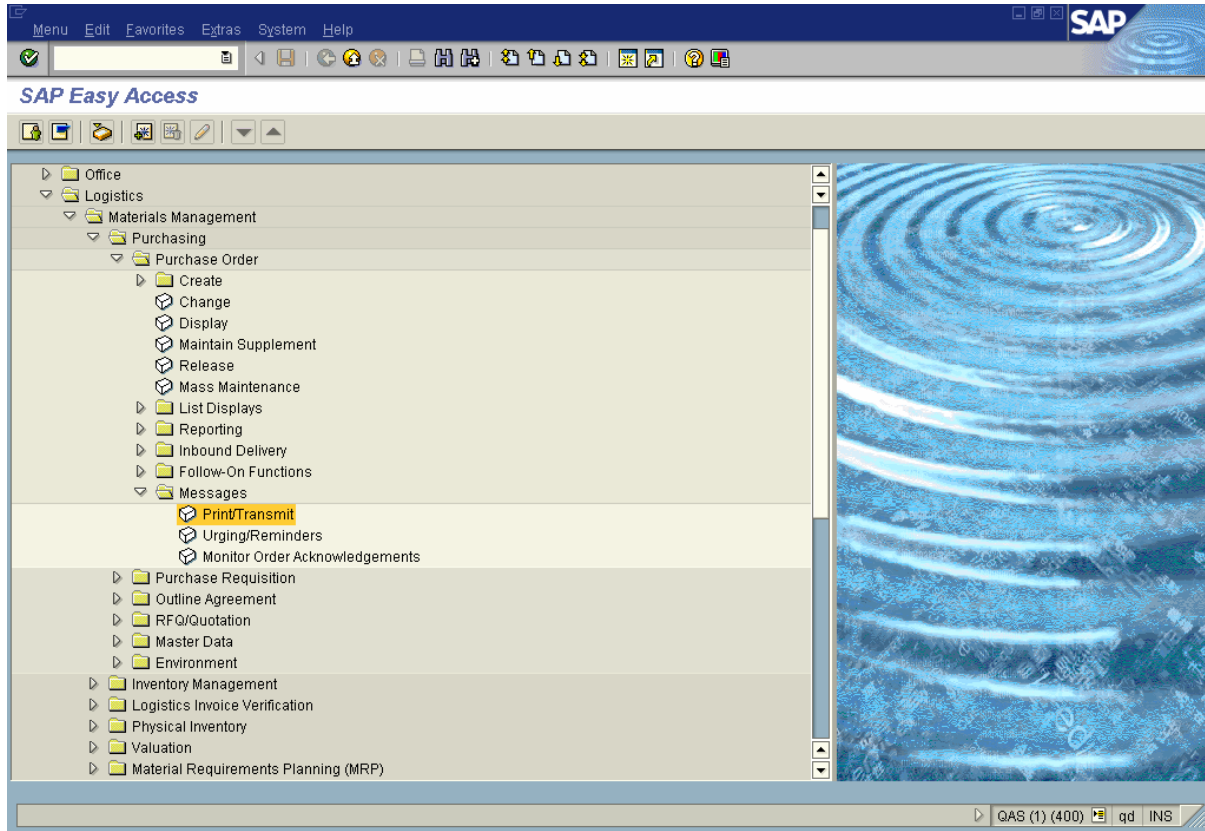 Menu Edit Favorites Extras System Help
SAP
SAP Easy Access
Office
Logistics
Materials Management
Purchasing
Purchase Order
Create
Change
Display
Maintain Supplement
Release
Mass Maintenance
List Displays
Reporting
Inbound Delivery
Follow-On Functions
Messages
Print/Transmit
Urging/Reminders
Monitor Order Acknowledgements
Purchase Requisition
Outline Agreement
RFQ/Quotation
Master Data
Environment
Inventory Management
Logistics Invoice Verification
Physical Inventory
Valuation
Material Requirements Planning (MRP)
QAS (1) (400) qd INS